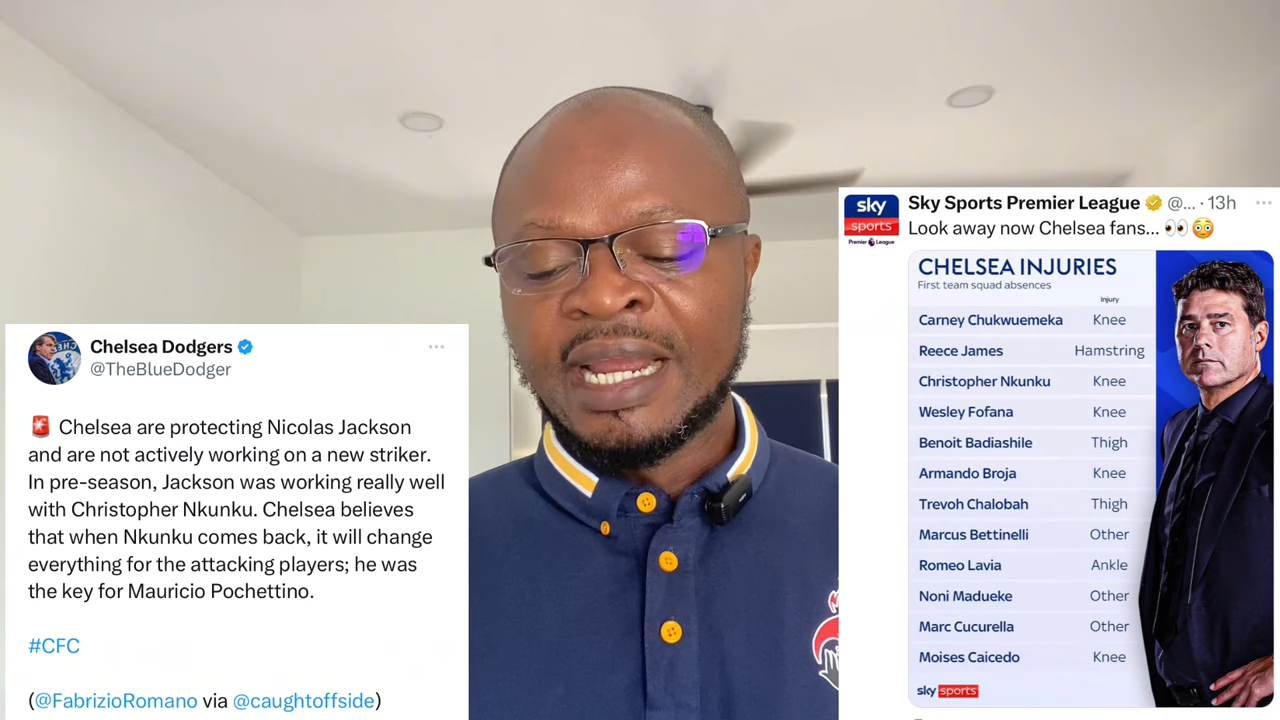 Chelsea Dodgers
@TheBlueDodger
🚨 Chelsea are protecting Nicolas Jackson
and are not actively working on a new striker.
In pre-season, Jackson was working really well
with Christopher Nkunku. Chelsea believes
that when Nkunku comes back, it will change
everything for the attacking players; he was
the key for Mauricio Pochettino.
#CFC
(@FabrizioRomano via @caughtoffside)
sky
sports
Premier League
Sky Sports Premier League @... · 13h
Look away now Chelsea fans... 👀😳
CHELSEA INJURIES
First team squad absences
Injury
Carney Chukwuemeka Knee
Reece James Hamstring
Christopher Nkunku Knee
Wesley Fofana Knee
Benoit Badiashile Thigh
Armando Broja Knee
Trevoh Chalobah Thigh
Marcus Bettinelli Other
Romeo Lavia Ankle
Noni Madueke Other
Marc Cucurella Other
Moises Caicedo Knee
sky sports